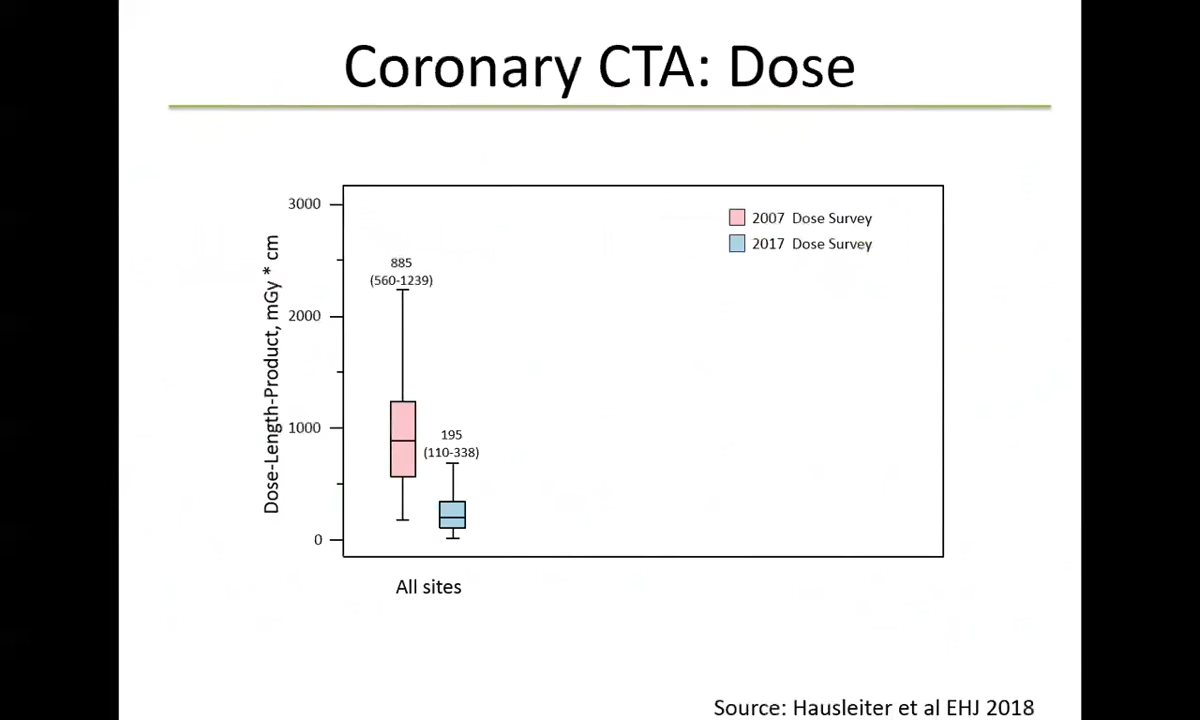 Coronary CTA: Dose
3000
2000
1000
0
Dose-Length-Product, mGy * cm
2007 Dose Survey
2017 Dose Survey
885
(560-1239)
195
(110-338)
All sites
Source: Hausleiter et al EHJ 2018